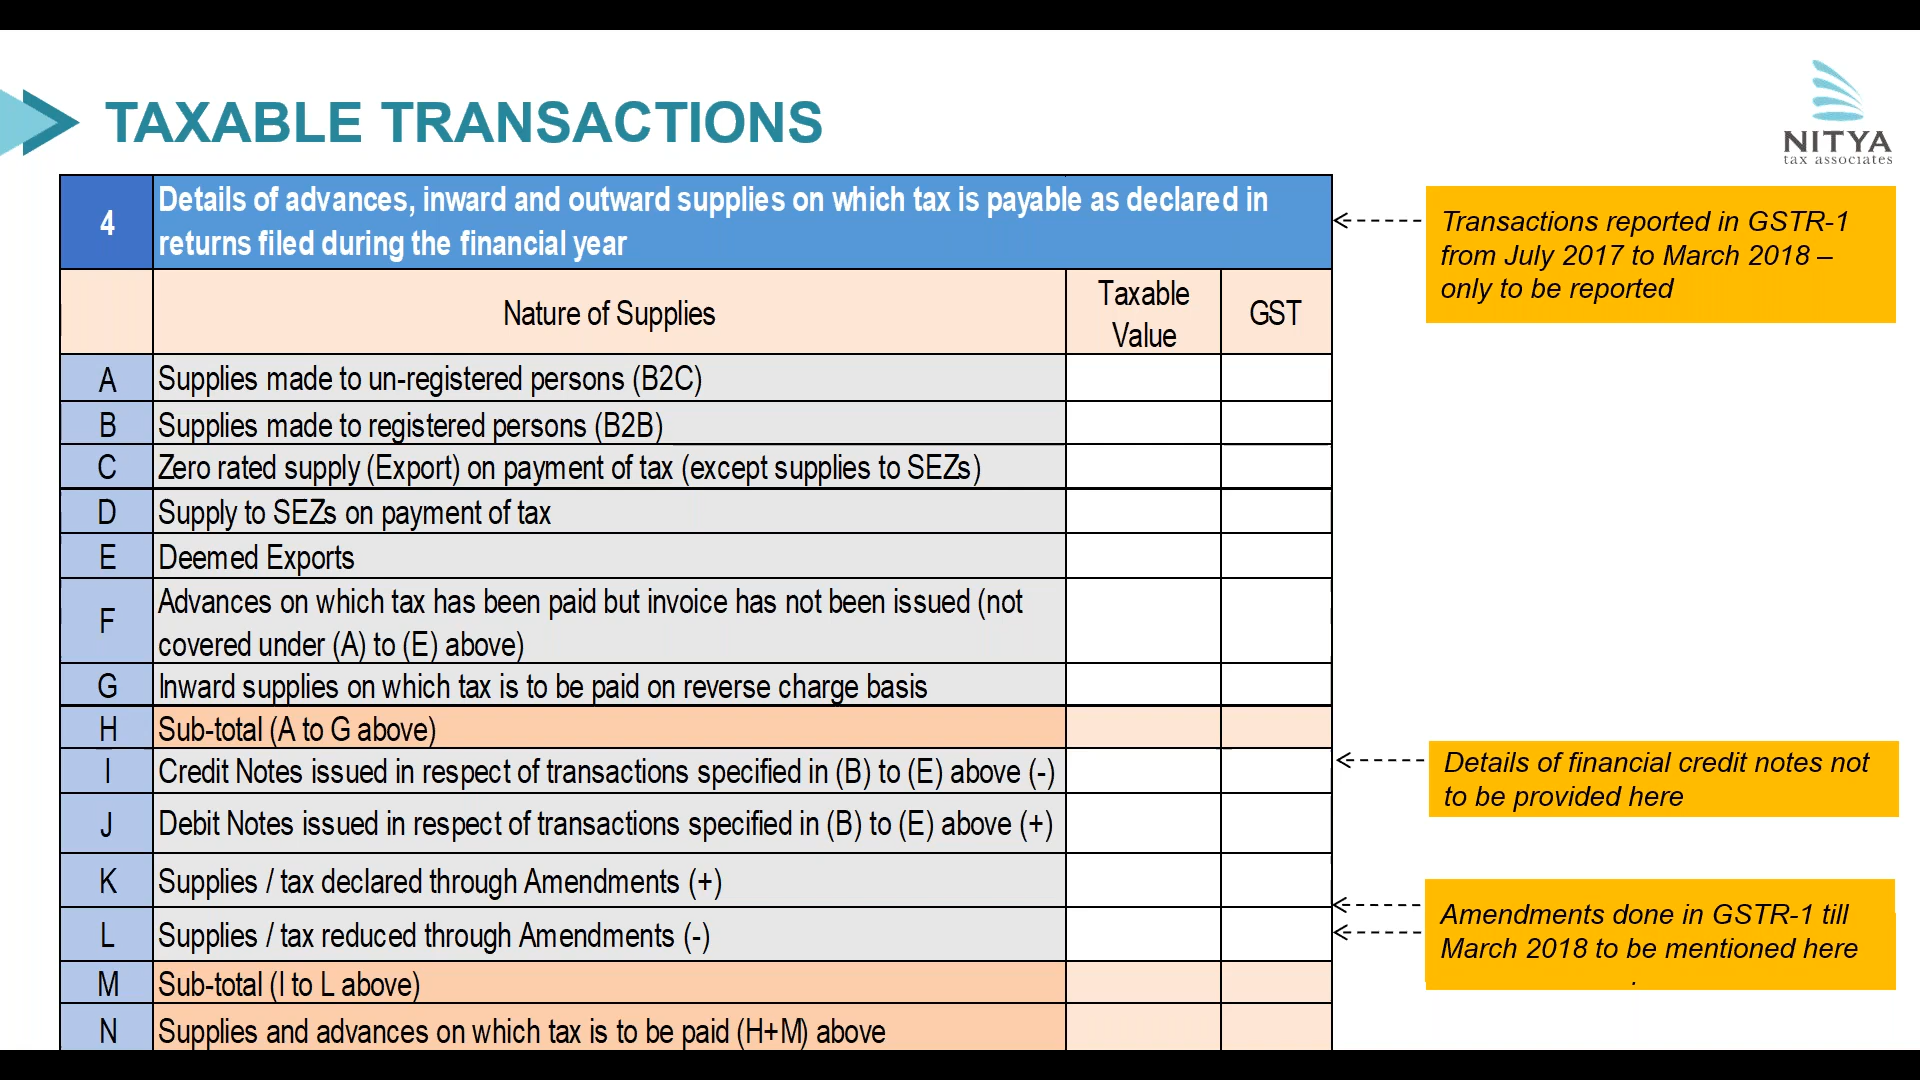 TAXABLE TRANSACTIONS
NITYA
tax associates
4
Details of advances, inward and outward supplies on which tax is payable as declared in
returns filed during the financial year
Transactions reported in GSTR-1
from July 2017 to March 2018 –
only to be reported
Nature of Supplies
Taxable
Value
GST
A Supplies made to un-registered persons (B2C)
B Supplies made to registered persons (B2B)
C Zero rated supply (Export) on payment of tax (except supplies to SEZs)
D Supply to SEZs on payment of tax
E Deemed Exports
F Advances on which tax has been paid but invoice has not been issued (not
covered under (A) to (E) above)
G Inward supplies on which tax is to be paid on reverse charge basis
H Sub-total (A to G above)
I Credit Notes issued in respect of transactions specified in (B) to (E) above (-)
Details of financial credit notes not
to be provided here
J Debit Notes issued in respect of transactions specified in (B) to (E) above (+)
K Supplies / tax declared through Amendments (+)
L Supplies / tax reduced through Amendments (-)
Amendments done in GSTR-1 till
March 2018 to be mentioned here
.
M Sub-total (I to L above)
N Supplies and advances on which tax is to be paid (H+M) above